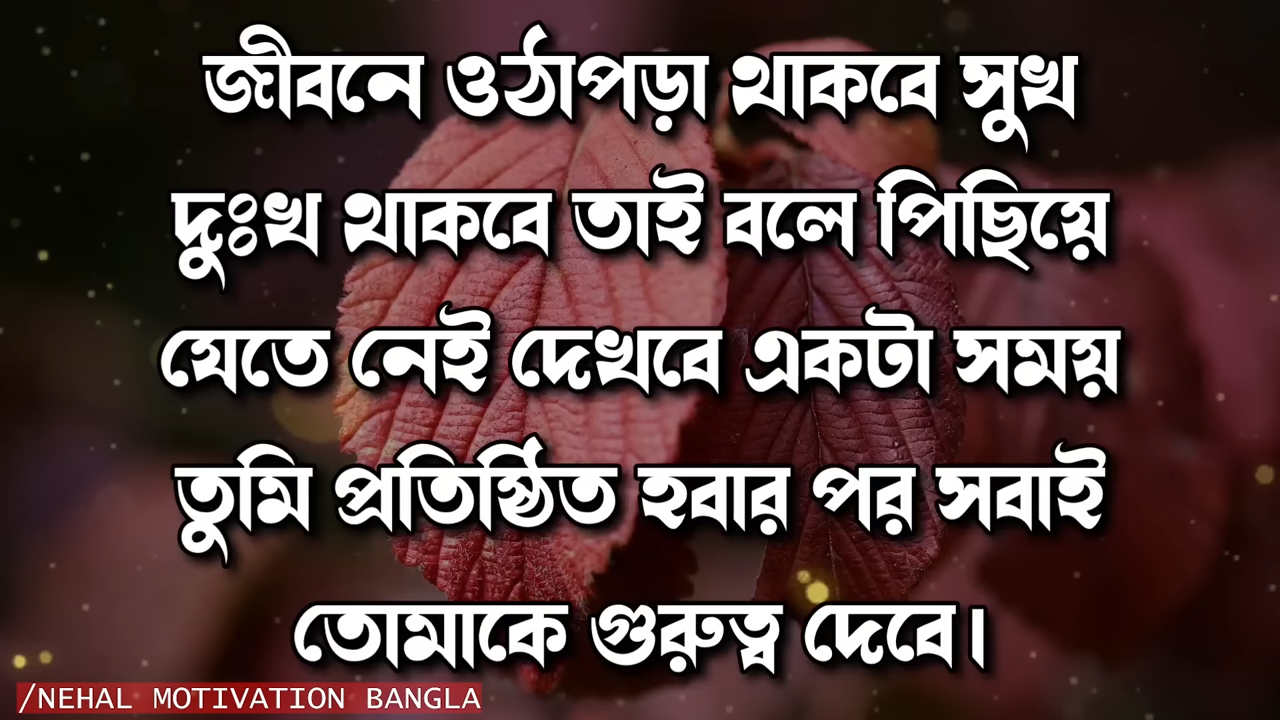 জীবনে ওঠাপড়া থাকবে সুখ
দুঃখ থাকবে তাই বলে পিছিয়ে
যেতে নেই দেখবে একটা সময়
তুমি প্রতিষ্ঠিত হবার পর সবাই
তোমাকে গুরুত্ব দেবে।
/NEHAL MOTIVATION BANGLA